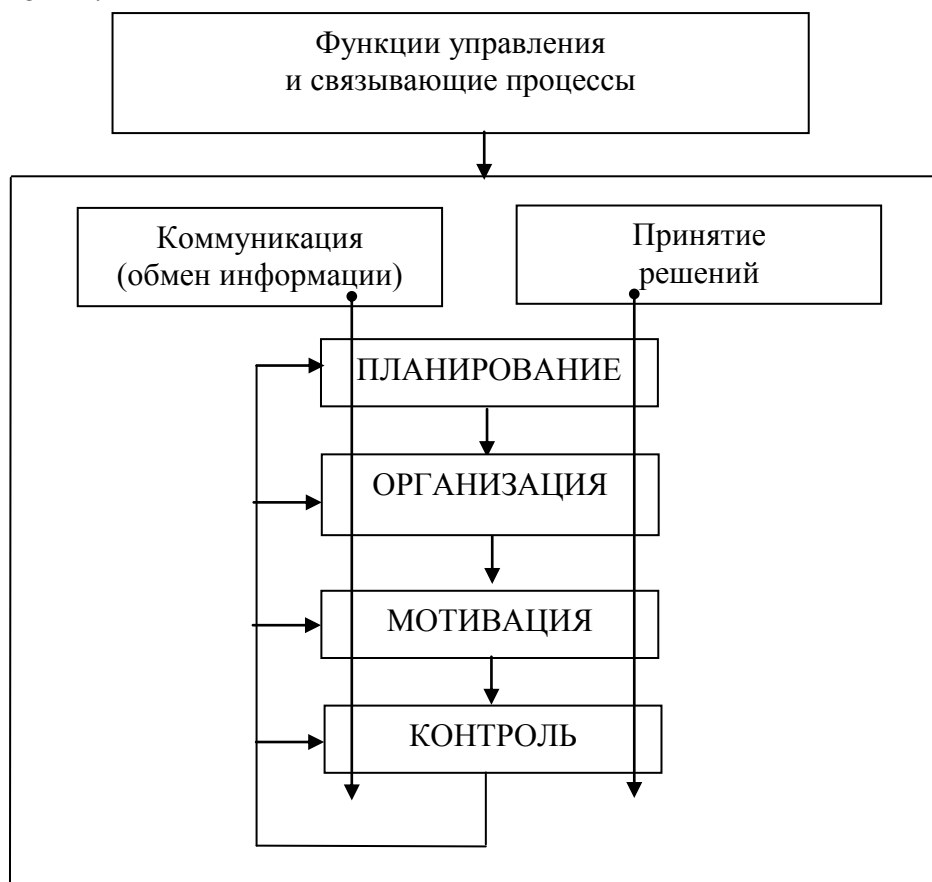 Функции управления
и связывающие процессы
Коммуникация
(обмен информации)
Принятие
решений
ПЛАНИРОВАНИЕ
ОРГАНИЗАЦИЯ
МОТИВАЦИЯ
КОНТРОЛЬ